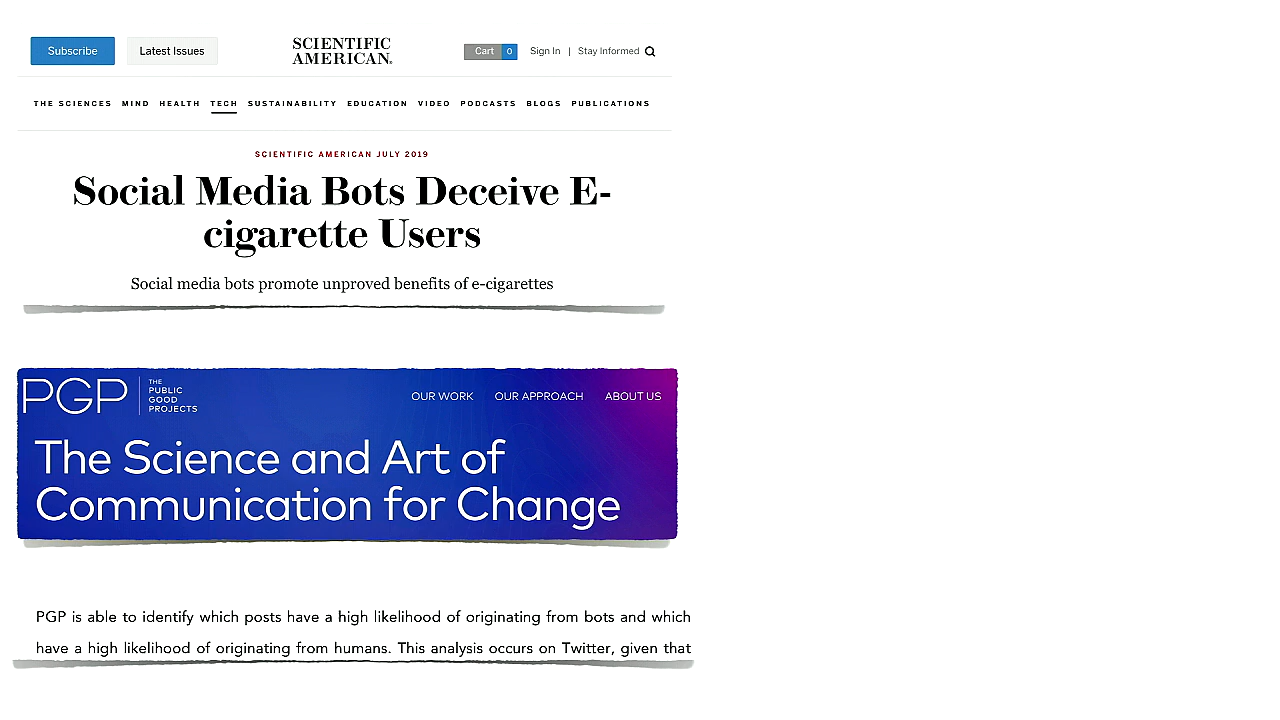 Subscribe
Latest Issues
SCIENTIFIC
AMERICAN®
Cart 0
Sign In | Stay Informed
THE SCIENCES MIND HEALTH TECH SUSTAINABILITY EDUCATION VIDEO PODCASTS BLOGS PUBLICATIONS
SCIENTIFIC AMERICAN JULY 2019
Social Media Bots Deceive E-
cigarette Users
Social media bots promote unproved benefits of e-cigarettes
PGP
THE
PUBLIC
GOOD
PROJECTS
OUR WORK OUR APPROACH ABOUT US
The Science and Art of
Communication for Change
PGP is able to identify which posts have a high likelihood of originating from bots and which
have a high likelihood of originating from humans. This analysis occurs on Twitter, given that